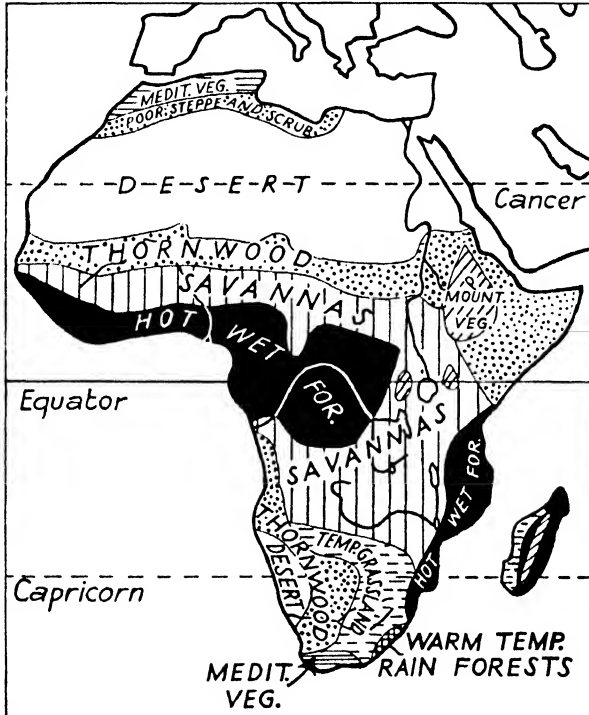 MEDIT. VEG.
POOR STEPPE AND SCRUB
D-E-S-E-R-T
Cancer
THORNWOOD
SAVANNAS
MOUNT.
VEG.
HOT WET FOR.
Equator
SAVANNAS
HOT WET FOR.
THORNWOOD
TEMP. GRASSLAND
DESERT
Capricorn
WARM TEMP.
RAIN FORESTS
MEDIT.
VEG.